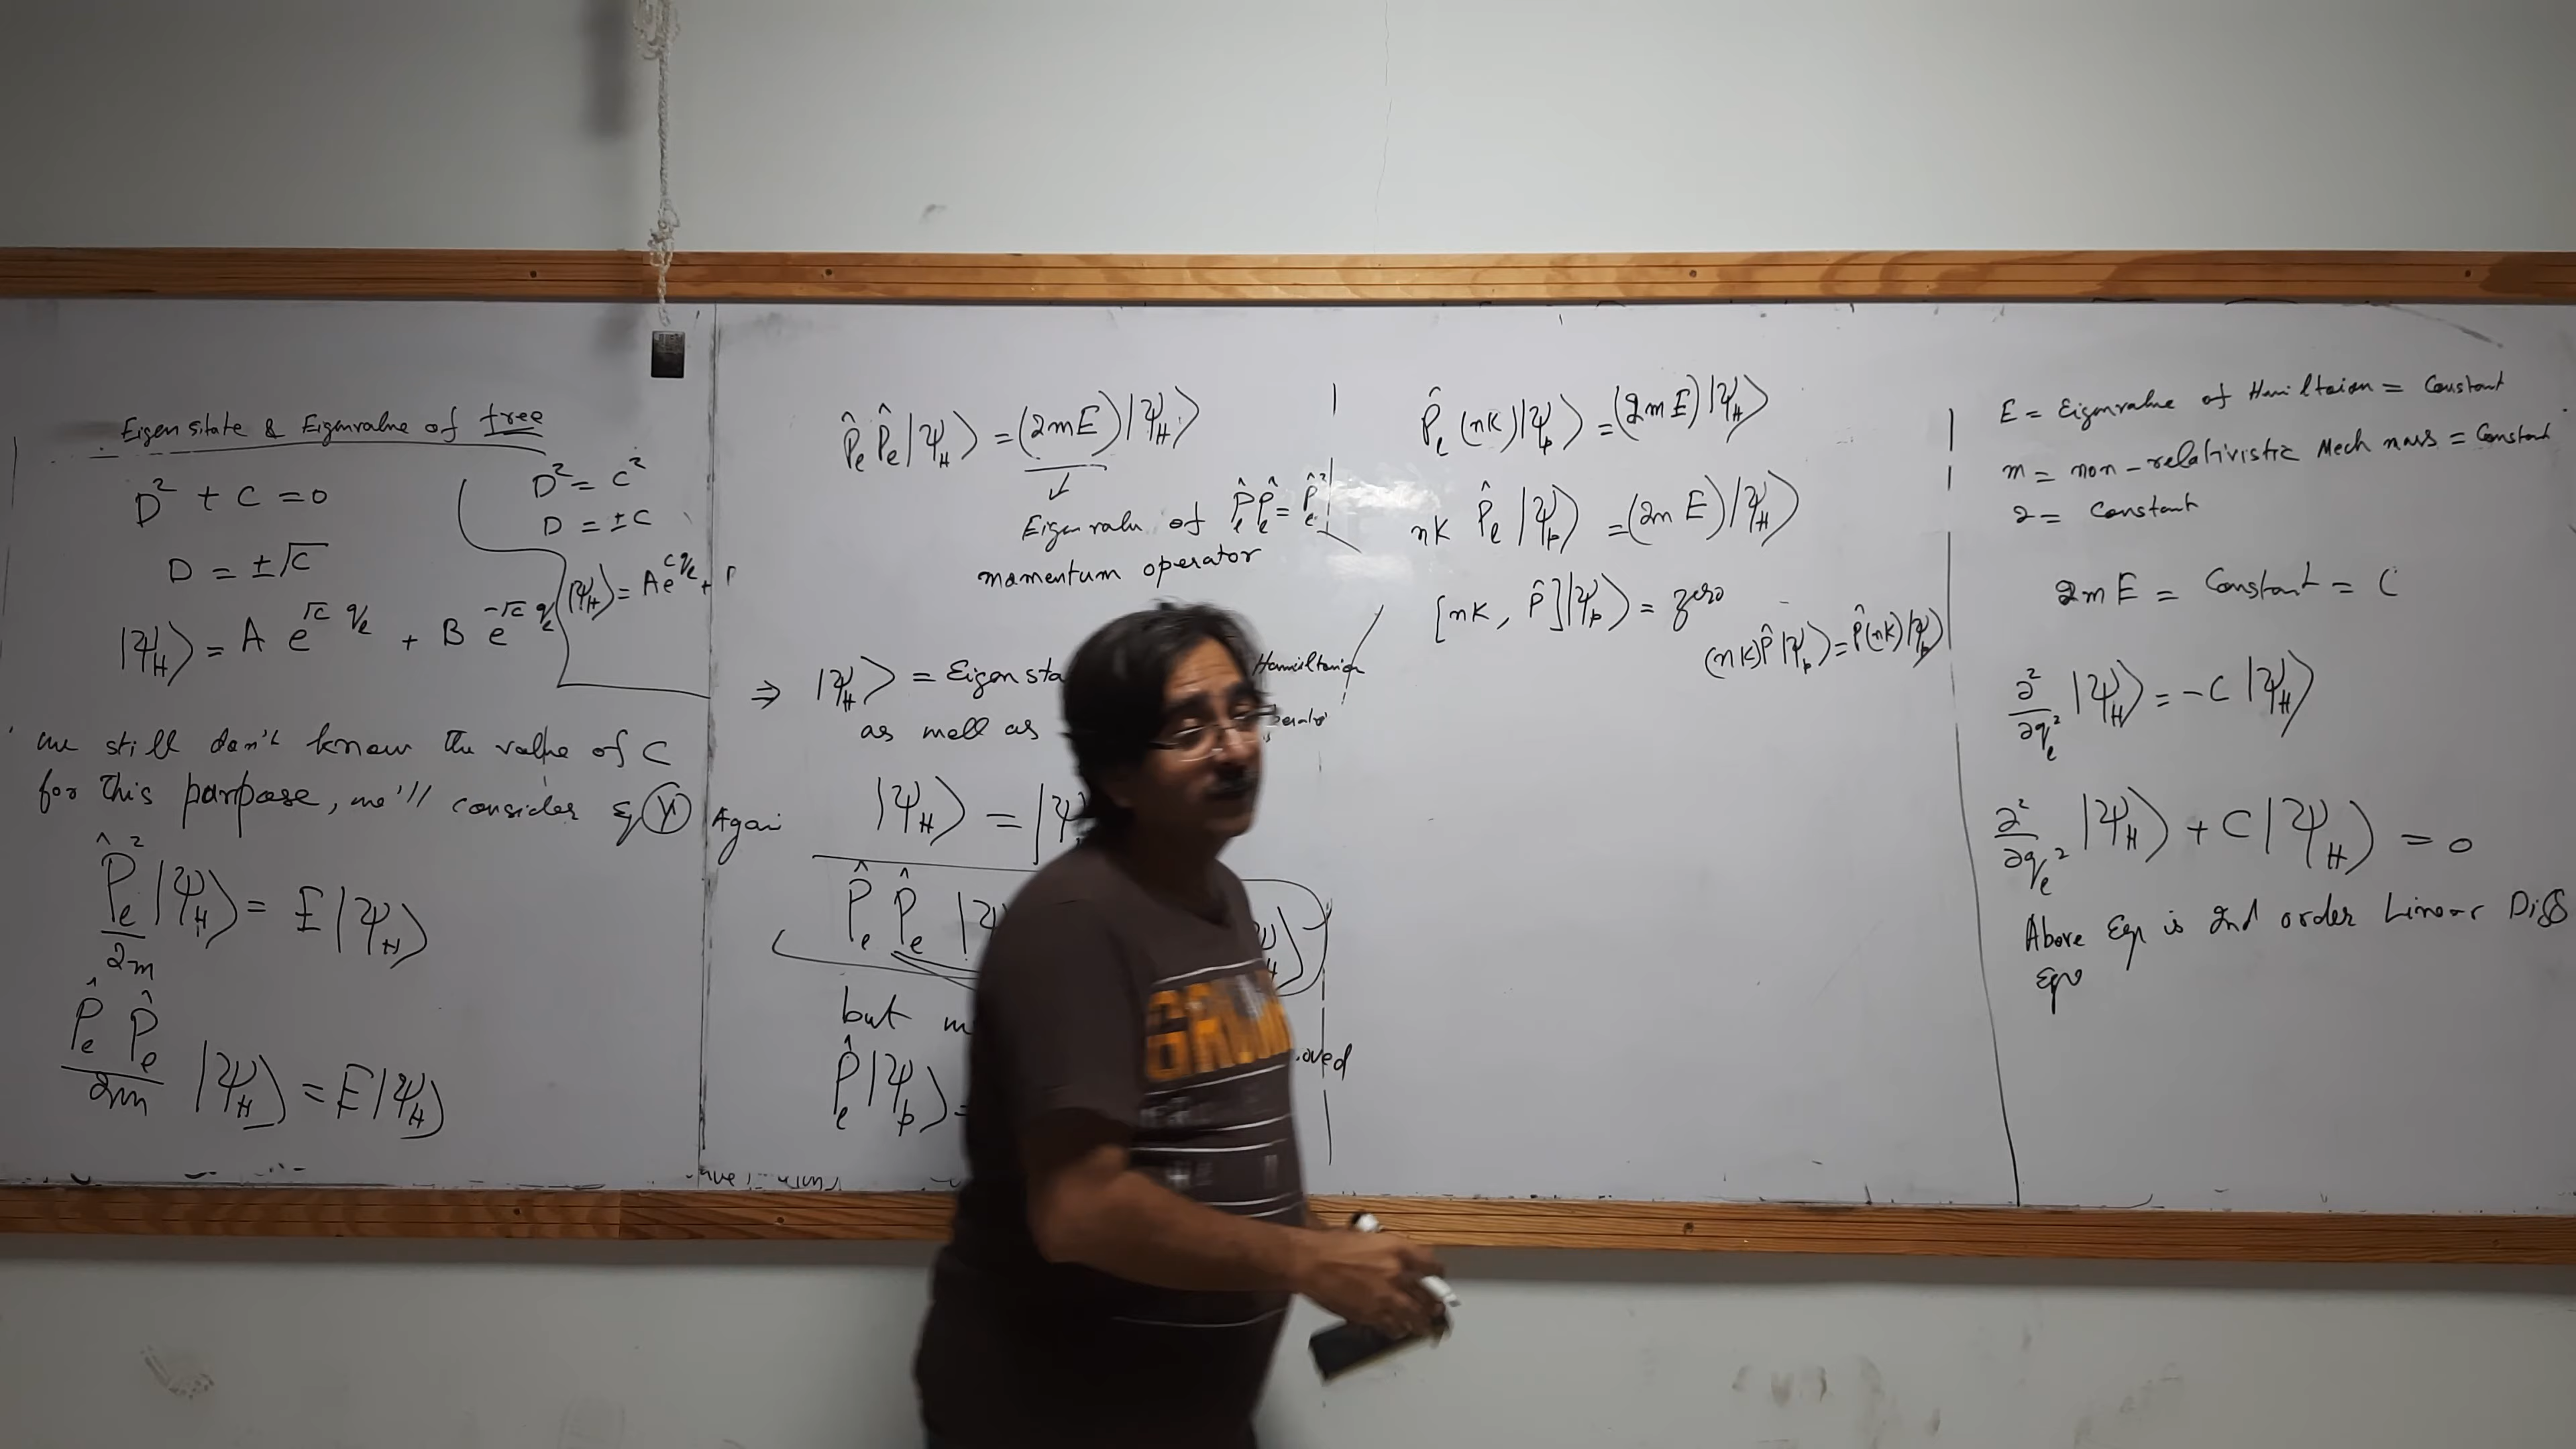 Eigen state & Eigenvalue of free
D² + C = 0
D = ±√C
|ψ_H⟩ = A e^{√C q_e} + B e^{-√C q_e}
D² = C²
D = ±C
|ψ_H⟩ = A e^{C q_e} +
we still don't know the value of C
for this purpose, we'll consider Eq (Y) Again
P̂_e²/2m |ψ_H⟩ = E |ψ_H⟩
P̂_e P̂_e/2m |ψ_H⟩ = E |ψ_H⟩
P̂_e P̂_e |ψ_H⟩ = (2mE) |ψ_H⟩
↓
Eigenvalu of P̂_e P̂_e = P̂_e²
momentum operator
⇒ |ψ_H⟩ = Eigen sta Hamiltonian
as well as
|ψ_H⟩ = |ψ
P̂_e P̂_e |ψ
but
P̂_e |ψ_p⟩ =
P̂_e (nK) |ψ_p⟩ = (2mE) |ψ_H⟩
nK P̂_e |ψ_p⟩ = (2mE) |ψ_H⟩
[nK, P̂] |ψ_p⟩ = zero
(nK) P̂ |ψ_p⟩ = P̂ (nK) |ψ_p⟩
E = Eigenvalue of Hamiltoian = Constant
m = non-relativistic Mech mass = Constant
2 = Constant
2mE = Constant = C
∂²/∂q_e² |ψ_H⟩ = -C |ψ_H⟩
∂²/∂q_e² |ψ_H⟩ + C |ψ_H⟩ = 0
Above Eqn is 2nd order Linear Diff
Eqn